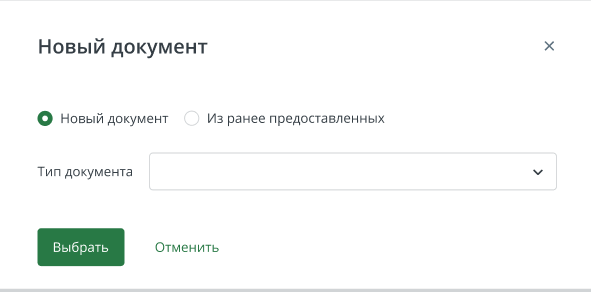 Новый документ
Новый документ Из ранее предоставленных
Тип документа
Выбрать Отменить